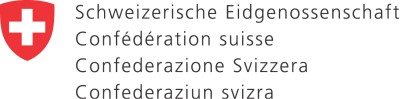 Schweizerische Eidgenossenschaft
Confédération suisse
Confederazione Svizzera
Confederaziun svizra